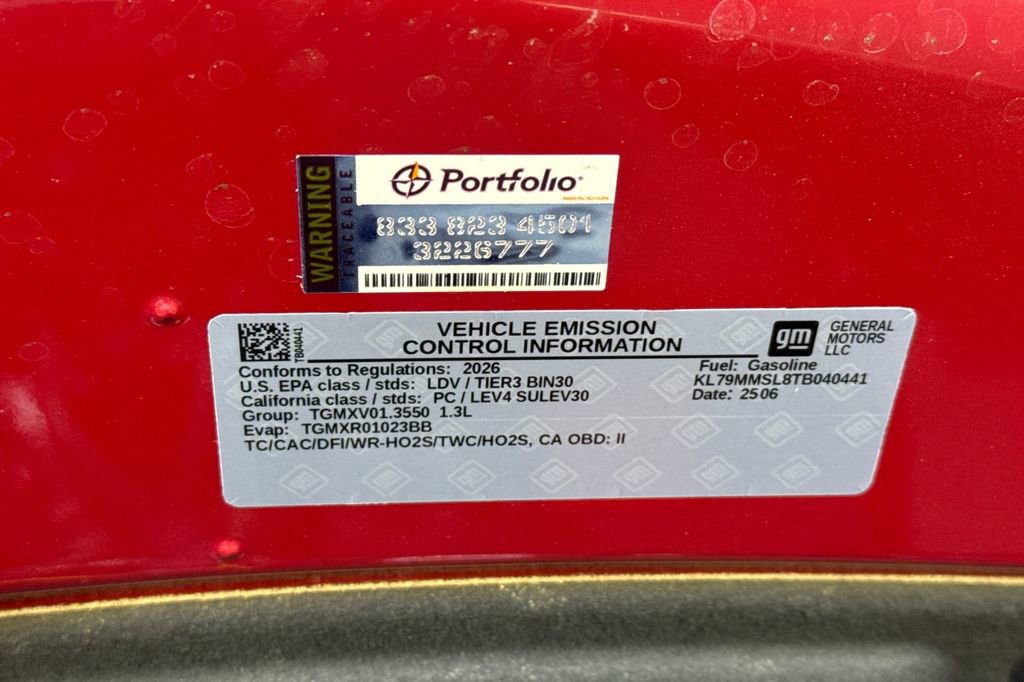 WARNING
TRACEABLE
Portfolio
833 823 4501
3226777
TB040441
VEHICLE EMISSION
CONTROL INFORMATION
gm
GENERAL
MOTORS
LLC
Conforms to Regulations: 2026
U.S. EPA class / stds: LDV / TIER3 BIN30
California class / stds: PC / LEV4 SULEV30
Group: TGMXV01.3550 1.3L
Evap: TGMXR01023BB
TC/CAC/DFI/WR-HO2S/TWC/HO2S, CA OBD: II
Fuel: Gasoline
KL79MMSL8TB040441
Date: 2506